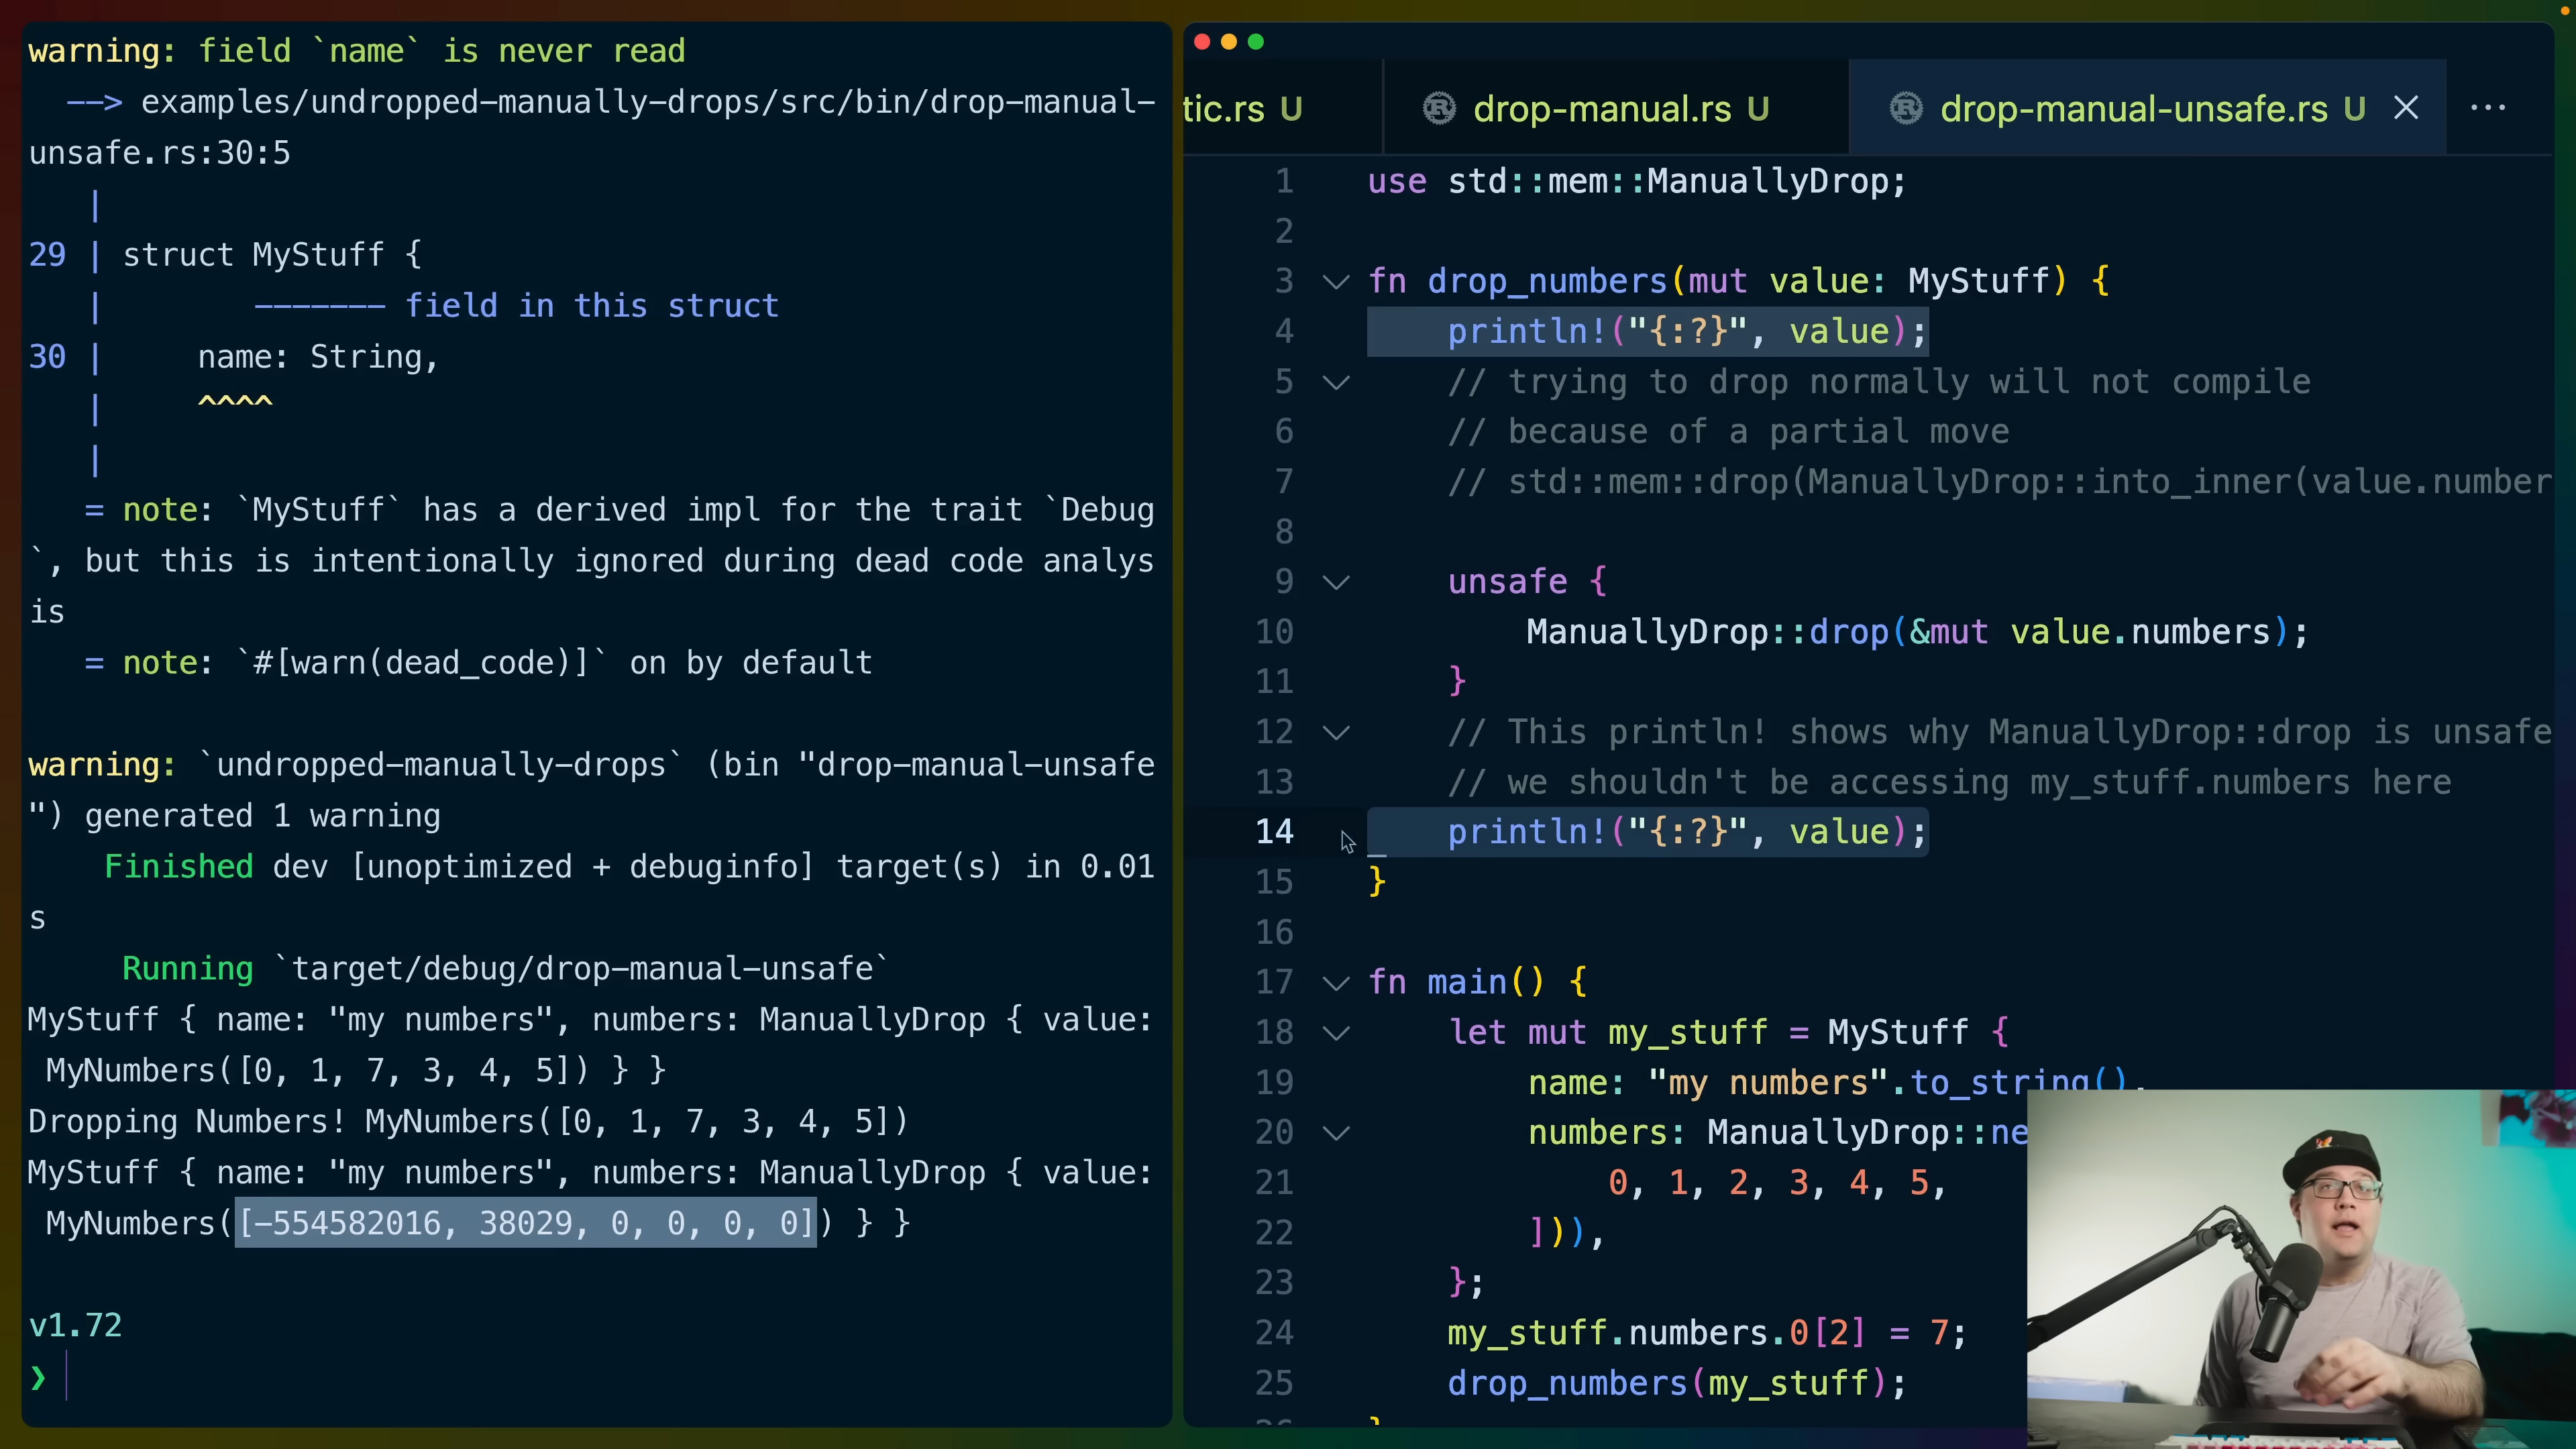 warning: field `name` is never read
--> examples/undropped-manually-drops/src/bin/drop-manual-
unsafe.rs:30:5
|
29 | struct MyStuff {
| ------- field in this struct
30 | name: String,
| ^^^^
|
= note: `MyStuff` has a derived impl for the trait `Debug
`, but this is intentionally ignored during dead code analys
is
= note: `#[warn(dead_code)]` on by default
warning: `undropped-manually-drops` (bin "drop-manual-unsafe
") generated 1 warning
Finished dev [unoptimized + debuginfo] target(s) in 0.01
s
Running `target/debug/drop-manual-unsafe`
MyStuff { name: "my numbers", numbers: ManuallyDrop { value:
MyNumbers([0, 1, 7, 3, 4, 5]) } }
Dropping Numbers! MyNumbers([0, 1, 7, 3, 4, 5])
MyStuff { name: "my numbers", numbers: ManuallyDrop { value:
MyNumbers([-554582016, 38029, 0, 0, 0, 0]) } }
v1.72
❯
tic.rs U
drop-manual.rs U
drop-manual-unsafe.rs U
1 use std::mem::ManuallyDrop;
2
3 fn drop_numbers(mut value: MyStuff) {
4 println!("{:?}", value);
5 // trying to drop normally will not compile
6 // because of a partial move
7 // std::mem::drop(ManuallyDrop::into_inner(value.number
8
9 unsafe {
10 ManuallyDrop::drop(&mut value.numbers);
11 }
12 // This println! shows why ManuallyDrop::drop is unsafe
13 // we shouldn't be accessing my_stuff.numbers here
14 println!("{:?}", value);
15 }
16
17 fn main() {
18 let mut my_stuff = MyStuff {
19 name: "my numbers".to_string(),
20 numbers: ManuallyDrop::ne
21 0, 1, 2, 3, 4, 5,
22 ])),
23 };
24 my_stuff.numbers.0[2] = 7;
25 drop_numbers(my_stuff);